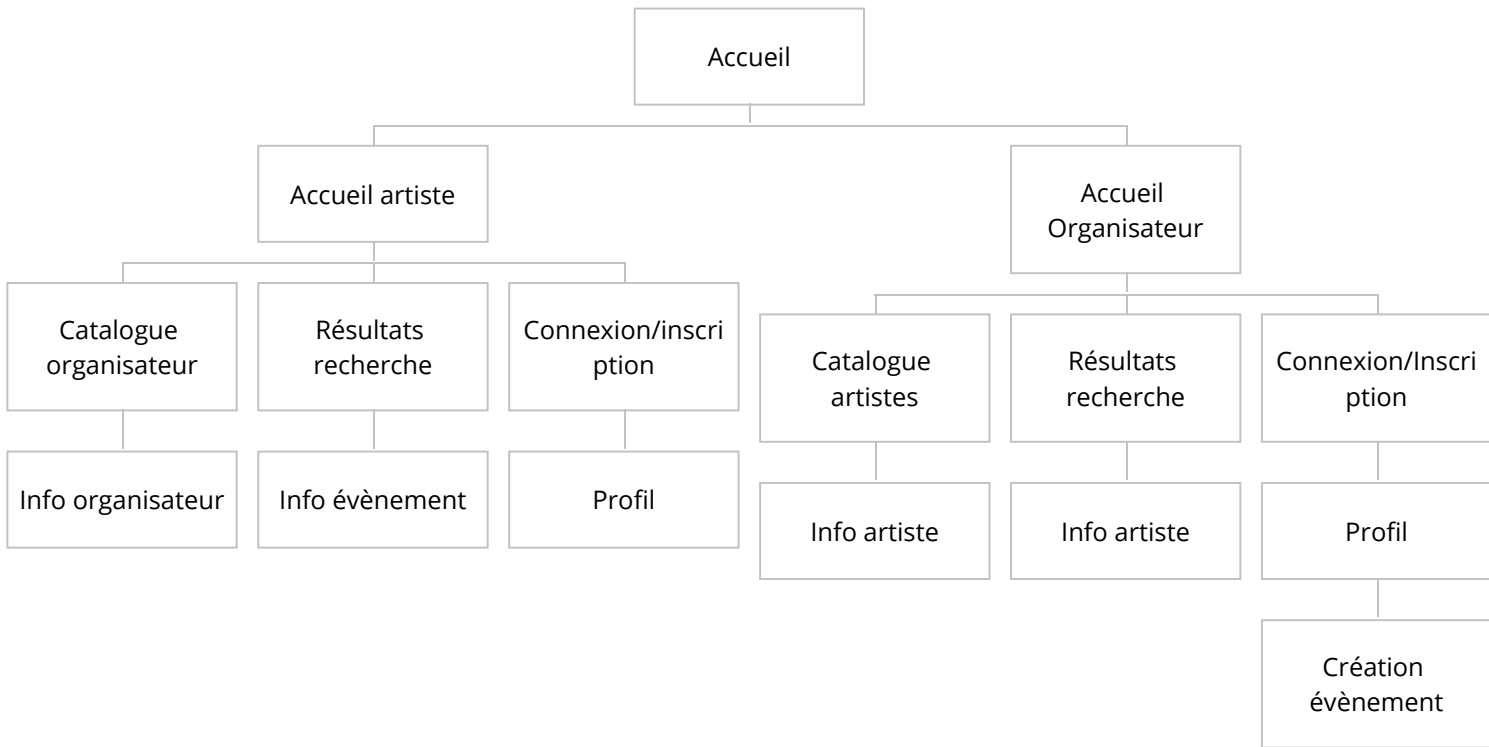 Accueil
Accueil artiste
Accueil
Organisateur
Catalogue
organisateur
Résultats
recherche
Connexion/inscri
ption
Catalogue
artistes
Résultats
recherche
Connexion/Inscri
ption
Info organisateur
Info évènement
Profil
Info artiste
Info artiste
Profil
Création
évènement